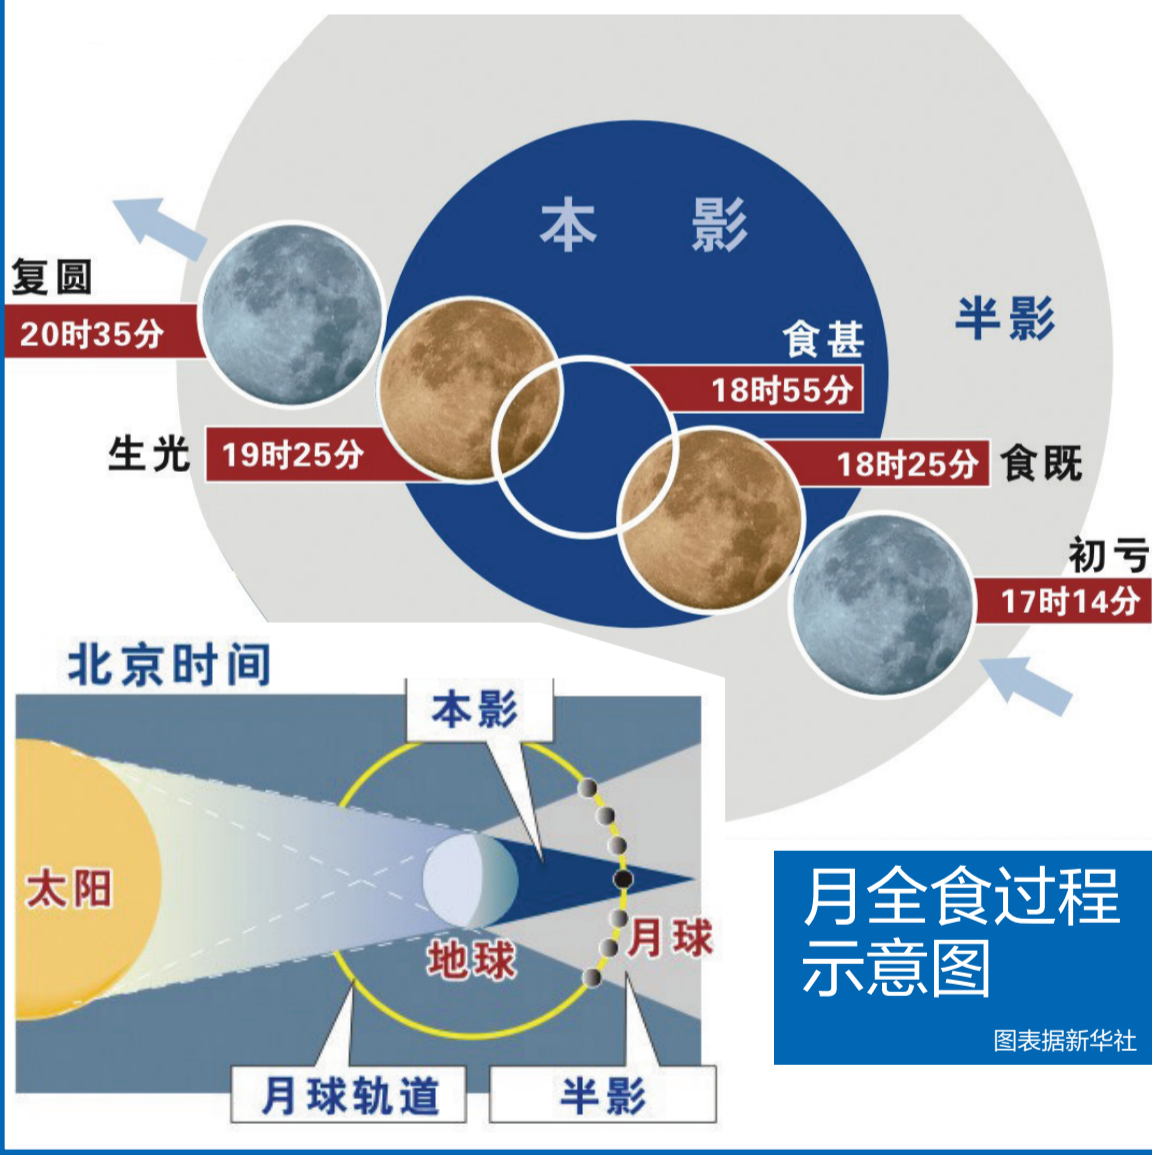 本 影
半影
复圆
20时35分
食甚
18时55分
生光
19时25分
18时25分
食既
初亏
17时14分
北京时间
本影
太阳
地球
月球
月球轨道
半影
月全食过程
示意图
图表据新华社